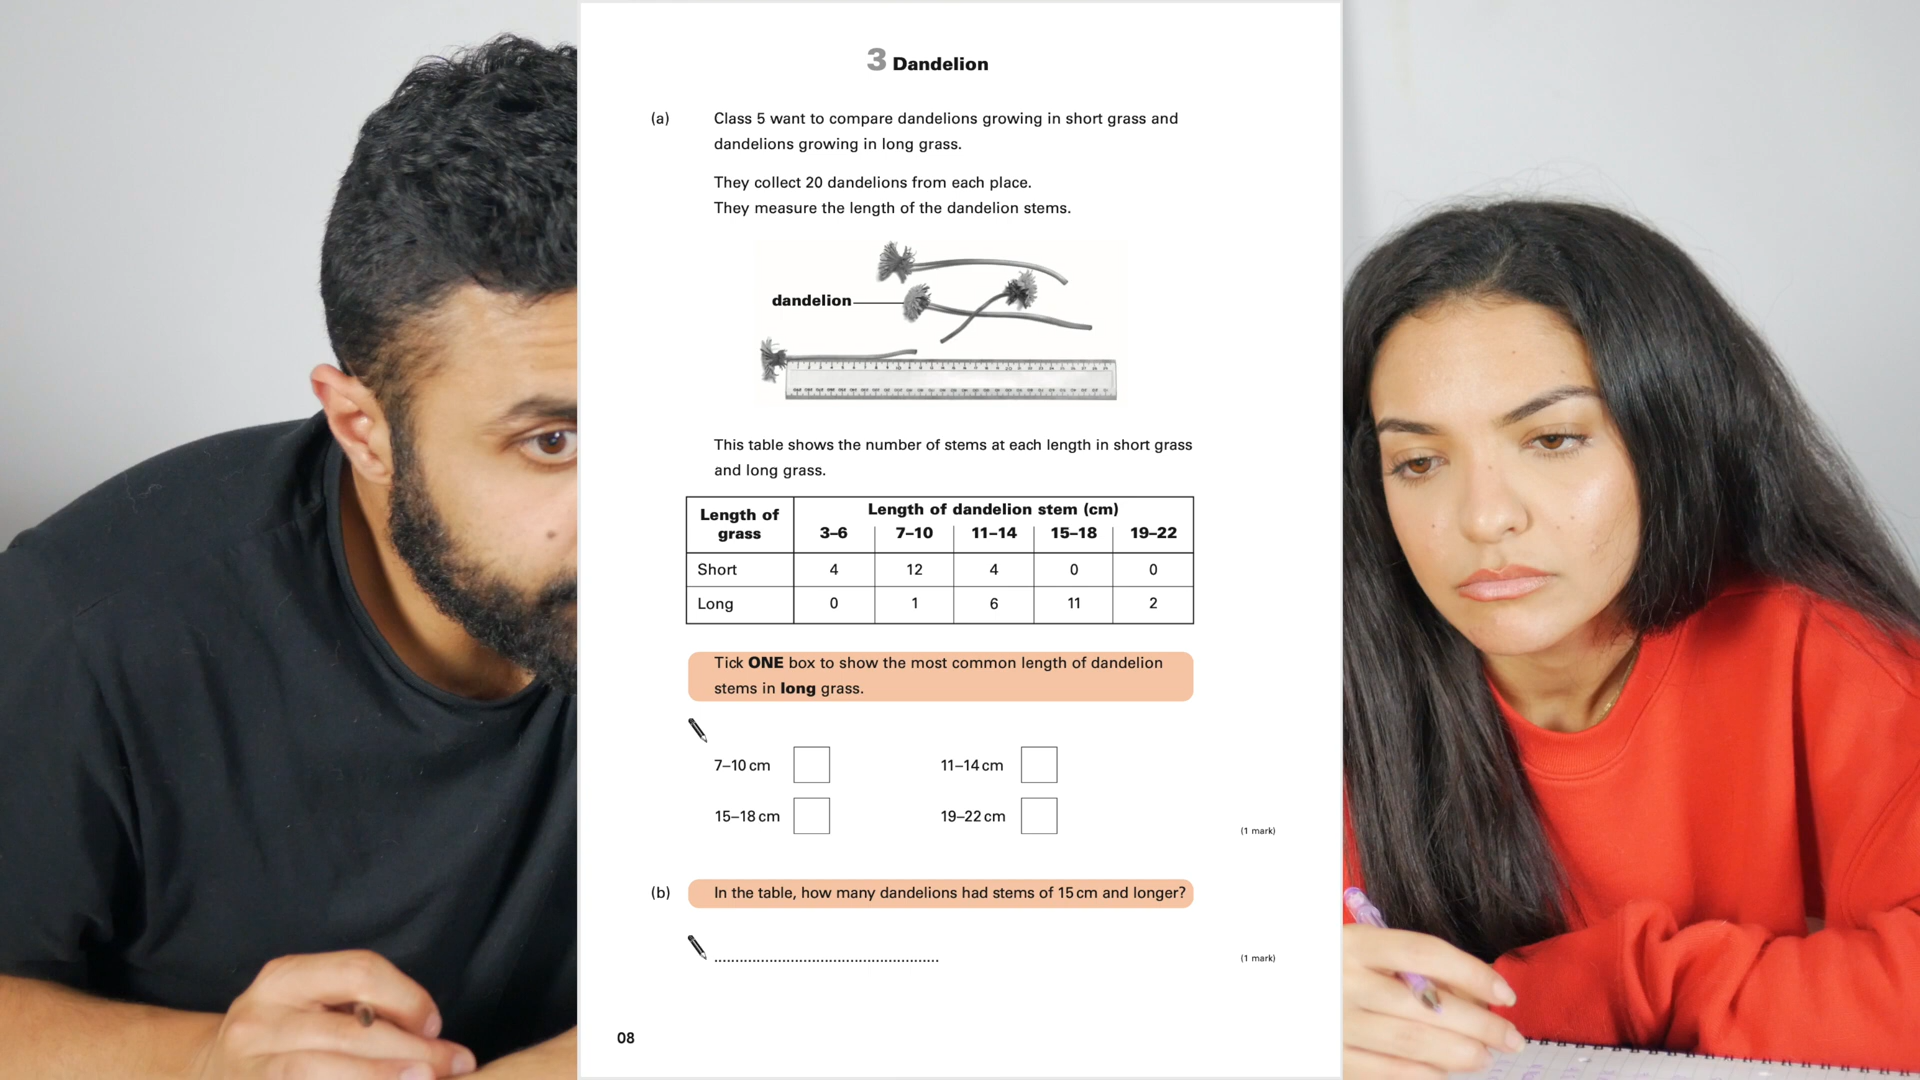 3 Dandelion
(a) Class 5 want to compare dandelions growing in short grass and
dandelions growing in long grass.
They collect 20 dandelions from each place.
They measure the length of the dandelion stems.
dandelion
This table shows the number of stems at each length in short grass
and long grass.
Length of grass Length of dandelion stem (cm)
3–6 7–10 11–14 15–18 19–22
Short 4 12 4 0 0
Long 0 1 6 11 2
Tick ONE box to show the most common length of dandelion
stems in long grass.
7–10 cm 11–14 cm
15–18 cm 19–22 cm
(1 mark)
(b) In the table, how many dandelions had stems of 15 cm and longer?
.....................................................
(1 mark)
08